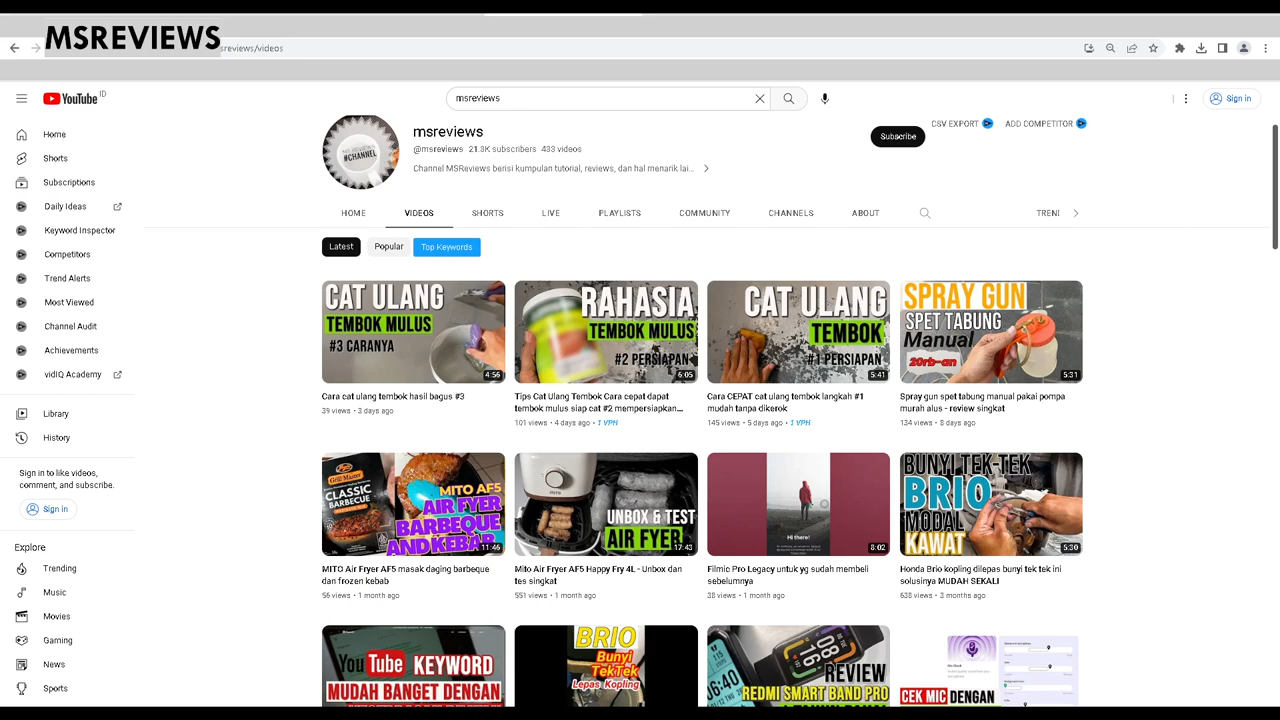 MSREVIEWS
sreviews/videos
YouTube ID
msreviews
Sign in
Home
Shorts
Subscriptions
Daily Ideas
Keyword Inspector
Competitors
Trend Alerts
Most Viewed
Channel Audit
Achievements
vidIQ Academy
Library
History
Sign in to like videos,
comment, and subscribe.
Sign in
Explore
Trending
Music
Movies
Gaming
News
Sports
#CHANNEL
msreviews
@msreviews 21.3K subscribers 433 videos
Channel MSReviews berisi kumpulan tutorial, reviews, dan hal menarik lai...
Subscribe
CSV EXPORT
ADD COMPETITOR
HOME VIDEOS SHORTS LIVE PLAYLISTS COMMUNITY CHANNELS ABOUT TREN
Latest Popular Top Keywords
CAT ULANG
TEMBOK MULUS
#3 CARANYA
4:56
Cara cat ulang tembok hasil bagus #3
39 views • 3 days ago
RAHASIA
TEMBOK MULUS
#2 PERSIAPAN
6:05
Tips Cat Ulang Tembok Cara cepat dapat
tembok mulus siap cat #2 mempersiapkan...
101 views • 4 days ago • 1 VPH
CAT ULANG
TEMBOK
#1 PERSIAPAN
5:41
Cara CEPAT cat ulang tembok langkah #1
mudah tanpa dikerok
145 views • 5 days ago • 1 VPH
SPRAY GUN
SPET TABUNG
Manual
20rb-an
5:31
Spray gun spet tabung manual pakai pompa
murah alus - review singkat
134 views • 8 days ago
Grill Master
CLASSIC
BARBECUE
MITO AF5
AIR FYER
BARBEQUE
AND KEBAB
11:46
MITO Air Fryer AF5 masak daging barbeque
dan frozen kebab
56 views • 1 month ago
MITO
UNBOX & TEST
AIR FYER
17:43
Mito Air Fryer AF5 Happy Fry 4L - Unbox dan
tes singkat
551 views • 1 month ago
Hi there!
8:02
Filmic Pro Legacy untuk yg sudah membeli
sebelumnya
38 views • 1 month ago
BUNYI TEK-TEK
BRIO
MODAL
KAWAT
5:30
Honda Brio kopling dilepas bunyi tek tek ini
solusinya MUDAH SEKALI
638 views • 3 months ago
YouTube KEYWORD
MUDAH BANGET DENGAN
BRIO
Bunyi
TekTek
Lepas Kopling
06:40
08
16
REVIEW
REDMI SMART BAND PRO
CEK MIC DENGAN